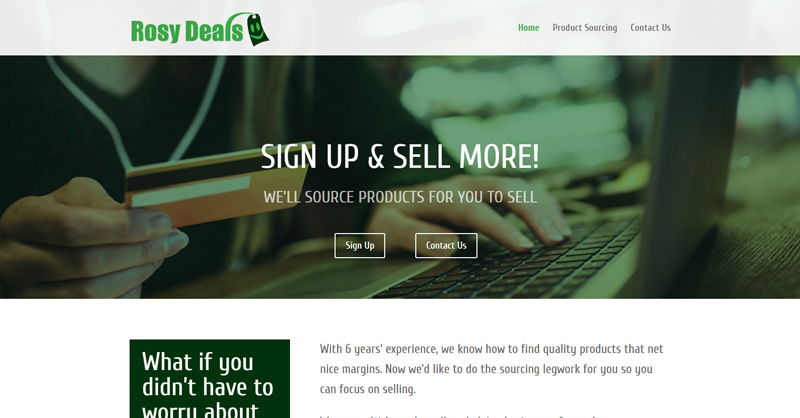 Rosy Deals
Home Product Sourcing Contact Us
SIGN UP & SELL MORE!
WE'LL SOURCE PRODUCTS FOR YOU TO SELL
Sign Up Contact Us
What if you
didn't have to
worry about
With 6 years' experience, we know how to find quality products that net
nice margins. Now we'd like to do the sourcing legwork for you so you
can focus on selling.